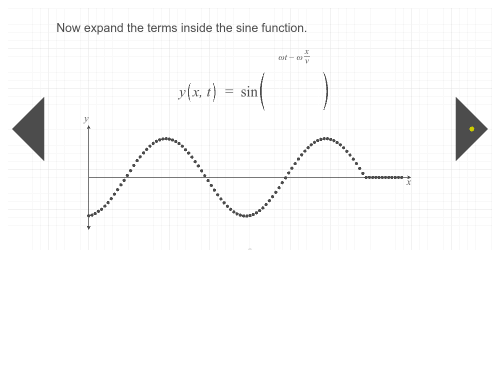 Now expand the terms inside the sine function.
ωt − ω x/v
y(x, t) = sin( )
y
x